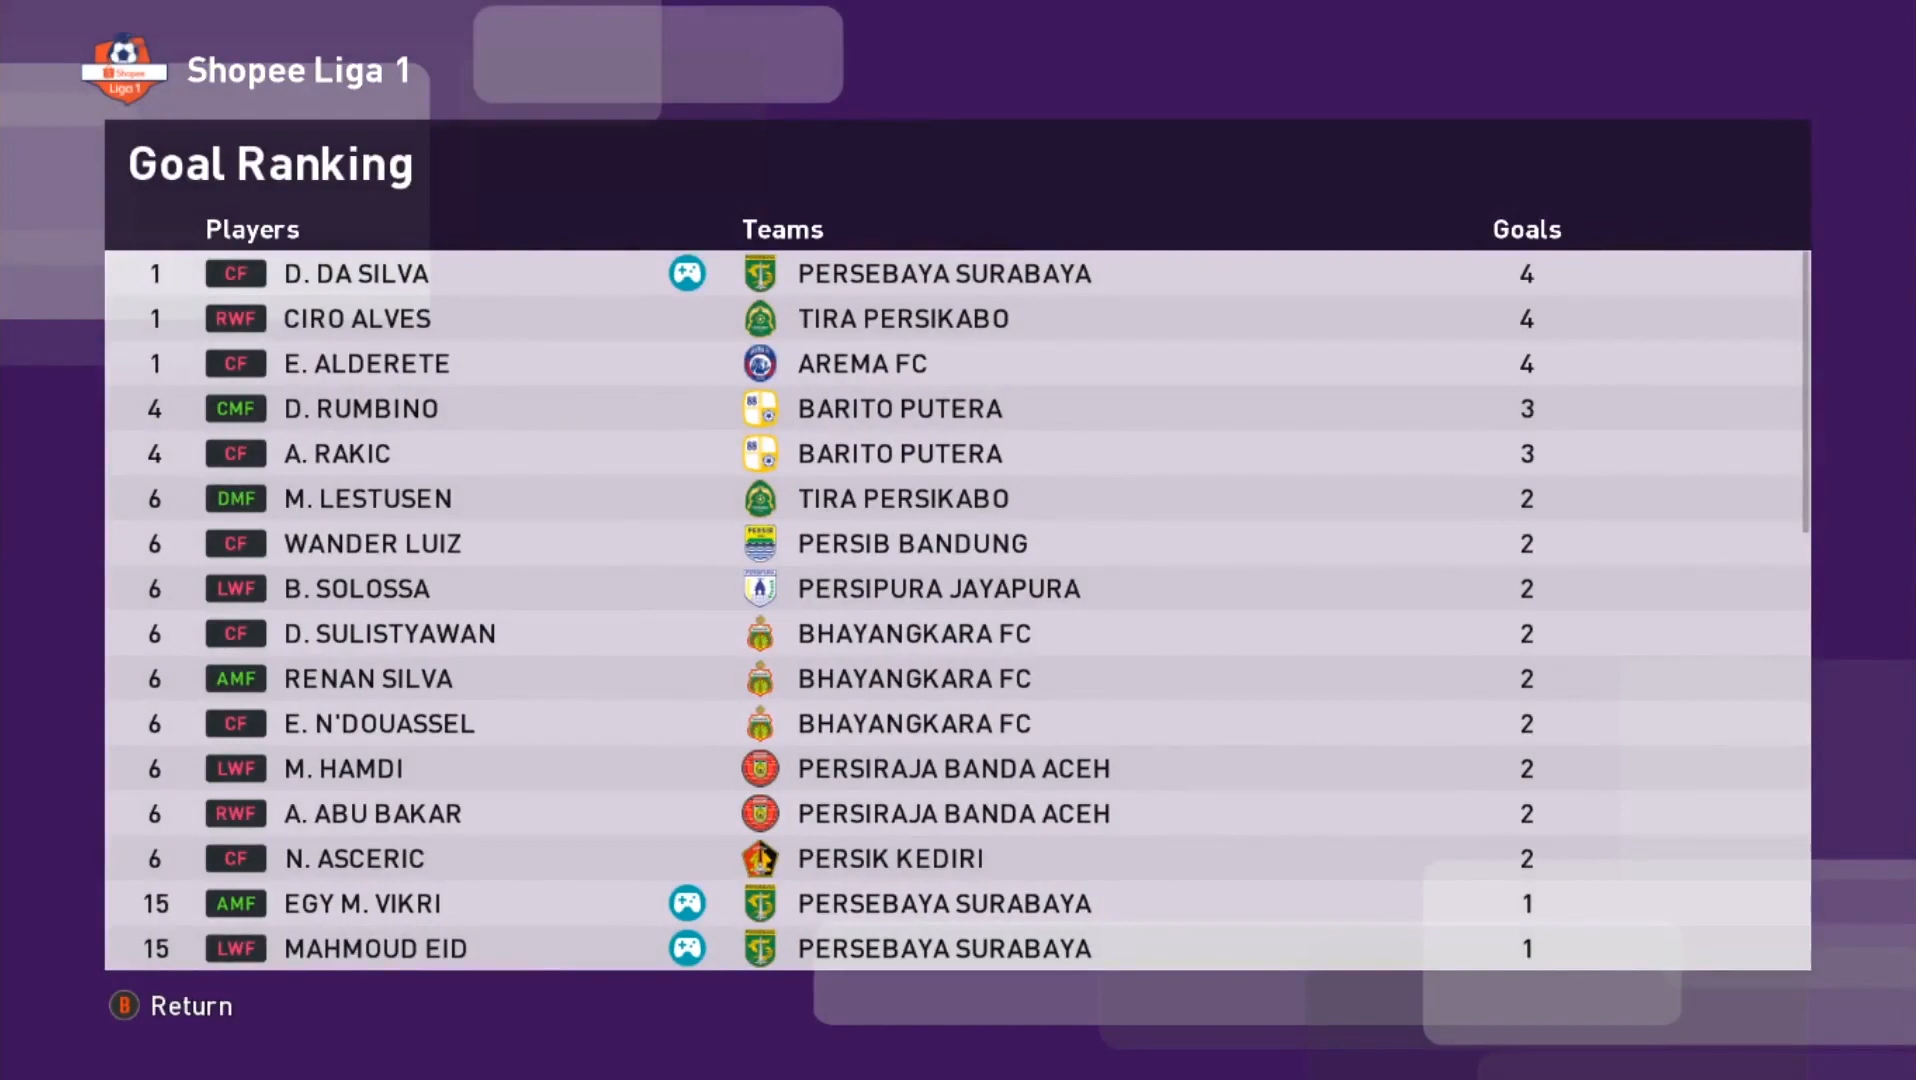 Shopee
Liga 1
Shopee Liga 1
Goal Ranking
Players Teams Goals
1 CF D. DA SILVA PERSEBAYA SURABAYA 4
1 RWF CIRO ALVES TIRA PERSIKABO 4
1 CF E. ALDERETE AREMA FC 4
4 CMF D. RUMBINO 88 BARITO PUTERA 3
4 CF A. RAKIC 88 BARITO PUTERA 3
6 DMF M. LESTUSEN TIRA PERSIKABO 2
6 CF WANDER LUIZ PERSIB PERSIB BANDUNG 2
6 LWF B. SOLOSSA PERSIPURA JAYAPURA 2
6 CF D. SULISTYAWAN BHAYANGKARA FC 2
6 AMF RENAN SILVA BHAYANGKARA FC 2
6 CF E. N'DOUASSEL BHAYANGKARA FC 2
6 LWF M. HAMDI PERSIRAJA BANDA ACEH 2
6 RWF A. ABU BAKAR PERSIRAJA BANDA ACEH 2
6 CF N. ASCERIC PERSIK KEDIRI 2
15 AMF EGY M. VIKRI PERSEBAYA SURABAYA 1
15 LWF MAHMOUD EID PERSEBAYA SURABAYA 1
B Return